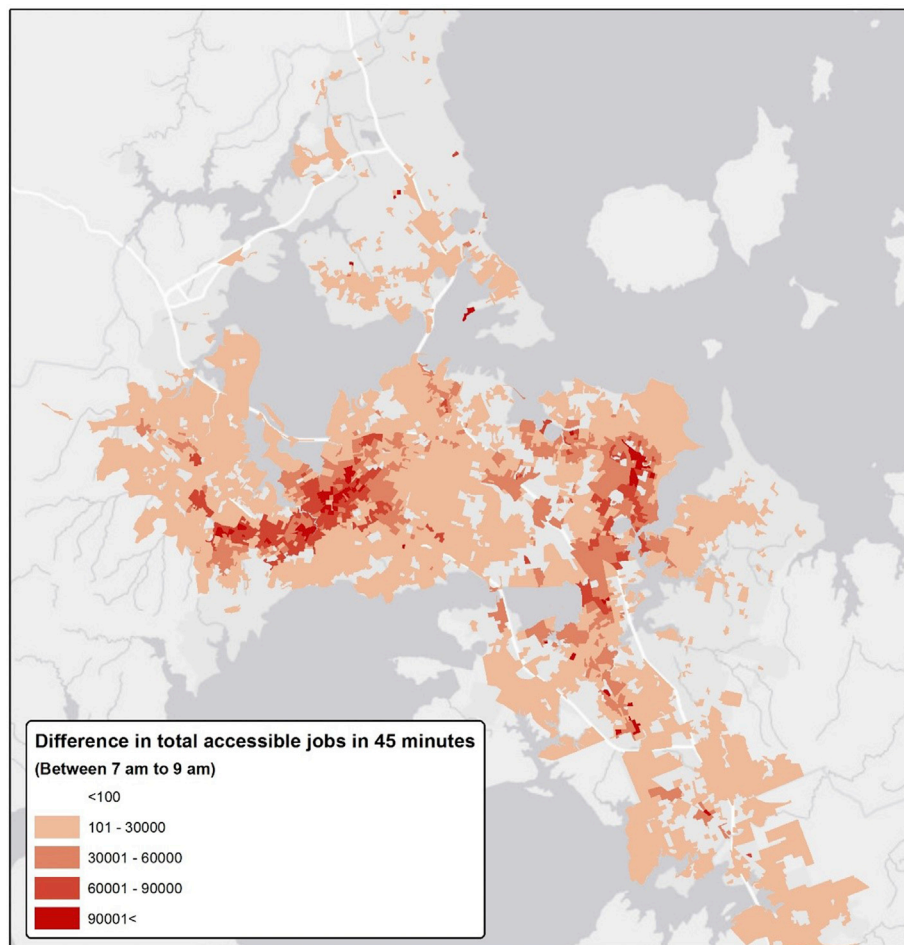 Difference in total accessible jobs in 45 minutes
(Between 7 am to 9 am)
<100
101 - 30000
30001 - 60000
60001 - 90000
90001<